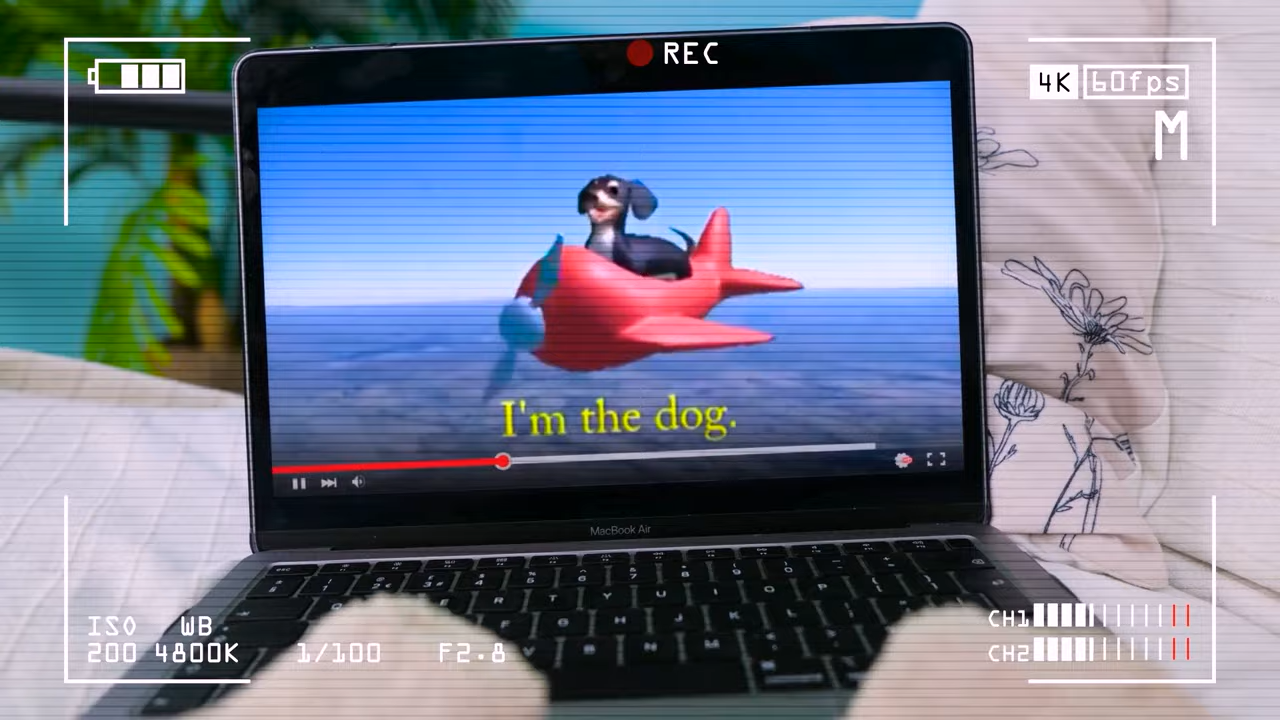 REC
4K 60fps
M
I'm the dog.
MacBook Air
ISO WB
200 4800K 1/100 F2.8
CH1
CH2